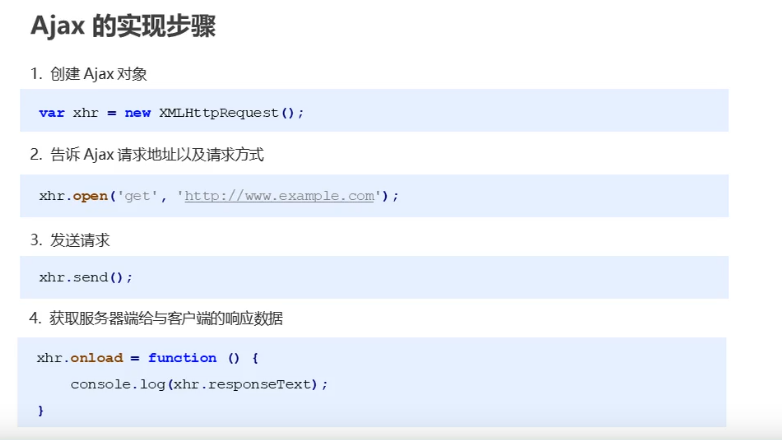 Ajax 的实现步骤
1. 创建 Ajax 对象
var xhr = new XMLHttpRequest();
2. 告诉 Ajax 请求地址以及请求方式
xhr.open('get', 'http://www.example.com');
3. 发送请求
xhr.send();
4. 获取服务器端给与客户端的响应数据
xhr.onload = function () {
console.log(xhr.responseText);
}